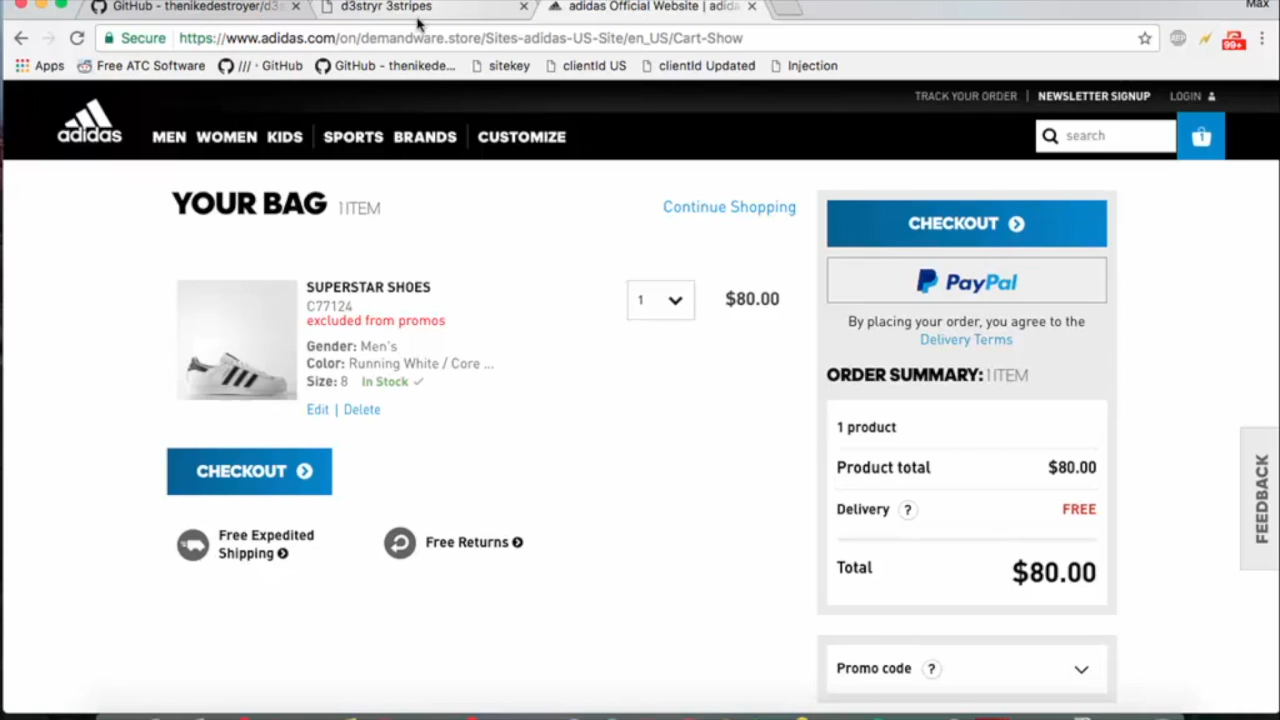 GitHub - thenikedestroyer/d3s
d3stryr 3stripes
adidas Official Website | adida
Max
Secure https://www.adidas.com/on/demandware.store/Sites-adidas-US-Site/en_US/Cart-Show
ABP
99+
Apps Free ATC Software /// · GitHub GitHub - thenikede... sitekey clientId US clientId Updated Injection
TRACK YOUR ORDER | NEWSLETTER SIGNUP LOGIN
adidas
MEN WOMEN KIDS SPORTS BRANDS CUSTOMIZE
search
1
YOUR BAG 1 ITEM
Continue Shopping
CHECKOUT
PayPal
By placing your order, you agree to the
Delivery Terms
SUPERSTAR SHOES
C77124
excluded from promos
Gender: Men's
Color: Running White / Core ...
Size: 8 In Stock ✓
Edit | Delete
1
$80.00
CHECKOUT
Free Expedited
Shipping
Free Returns
ORDER SUMMARY: 1 ITEM
1 product
Product total $80.00
Delivery ? FREE
Total $80.00
Promo code ?
FEEDBACK